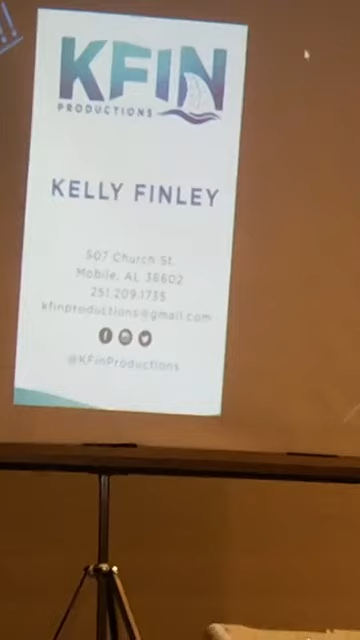 !!
KFIN
PRODUCTIONS
KELLY FINLEY
507 Church St.
Mobile, AL 36602
251.209.1735
kfinproductions@gmail.com
@KFinProductions